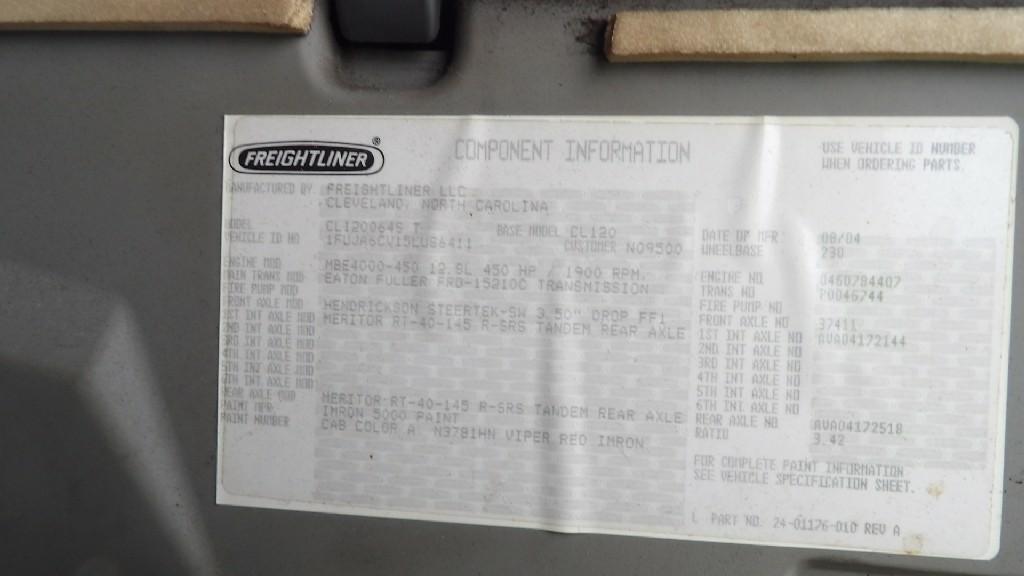 FREIGHTLINER®
COMPONENT INFORMATION
USE VEHICLE ID NUMBER
WHEN ORDERING PARTS.
MANUFACTURED BY FREIGHTLINER LLC
CLEVELAND, NORTH CAROLINA
MODEL CL120064S T BASE MODEL CL120
VEHICLE ID NO CUSTOMER N09500
DATE OF MFR 08/04
WHEELBASE 230
ENGINE MOD MBE4000-450 12.8L 450 HP / 1900 RPM.
MAIN TRANS MOD EATON FULLER FRO-15210C TRANSMISSION
FIRE PUMP MOD
FRONT AXLE MOD HENDRICKSON STEERTEK-SW 3.50" DROP FF1
1ST INT AXLE MOD MERITOR RT-40-145 R-SRS TANDEM REAR AXLE
2ND INT AXLE MOD
3RD INT AXLE MOD
4TH INT AXLE MOD
5TH INT AXLE MOD
6TH INT AXLE MOD
REAR AXLE MOD MERITOR RT-40-145 R-SRS TANDEM REAR AXLE
PAINT MFR IMRON 5000 PAINT
PAINT NUMBER CAB COLOR A N3781HN VIPER RED IMRON
ENGINE NO 0460784407
TRANS NO P0046744
FIRE PUMP NO
FRONT AXLE NO 37411
1ST INT AXLE NO AVA04172144
2ND INT AXLE NO
3RD INT AXLE NO
4TH INT AXLE NO
5TH INT AXLE NO
6TH INT AXLE NO
REAR AXLE NO AVA04172518
RATIO 3.42
FOR COMPLETE PAINT INFORMATION
SEE VEHICLE SPECIFICATION SHEET.
L PART NO. 24-01176-010 REV A